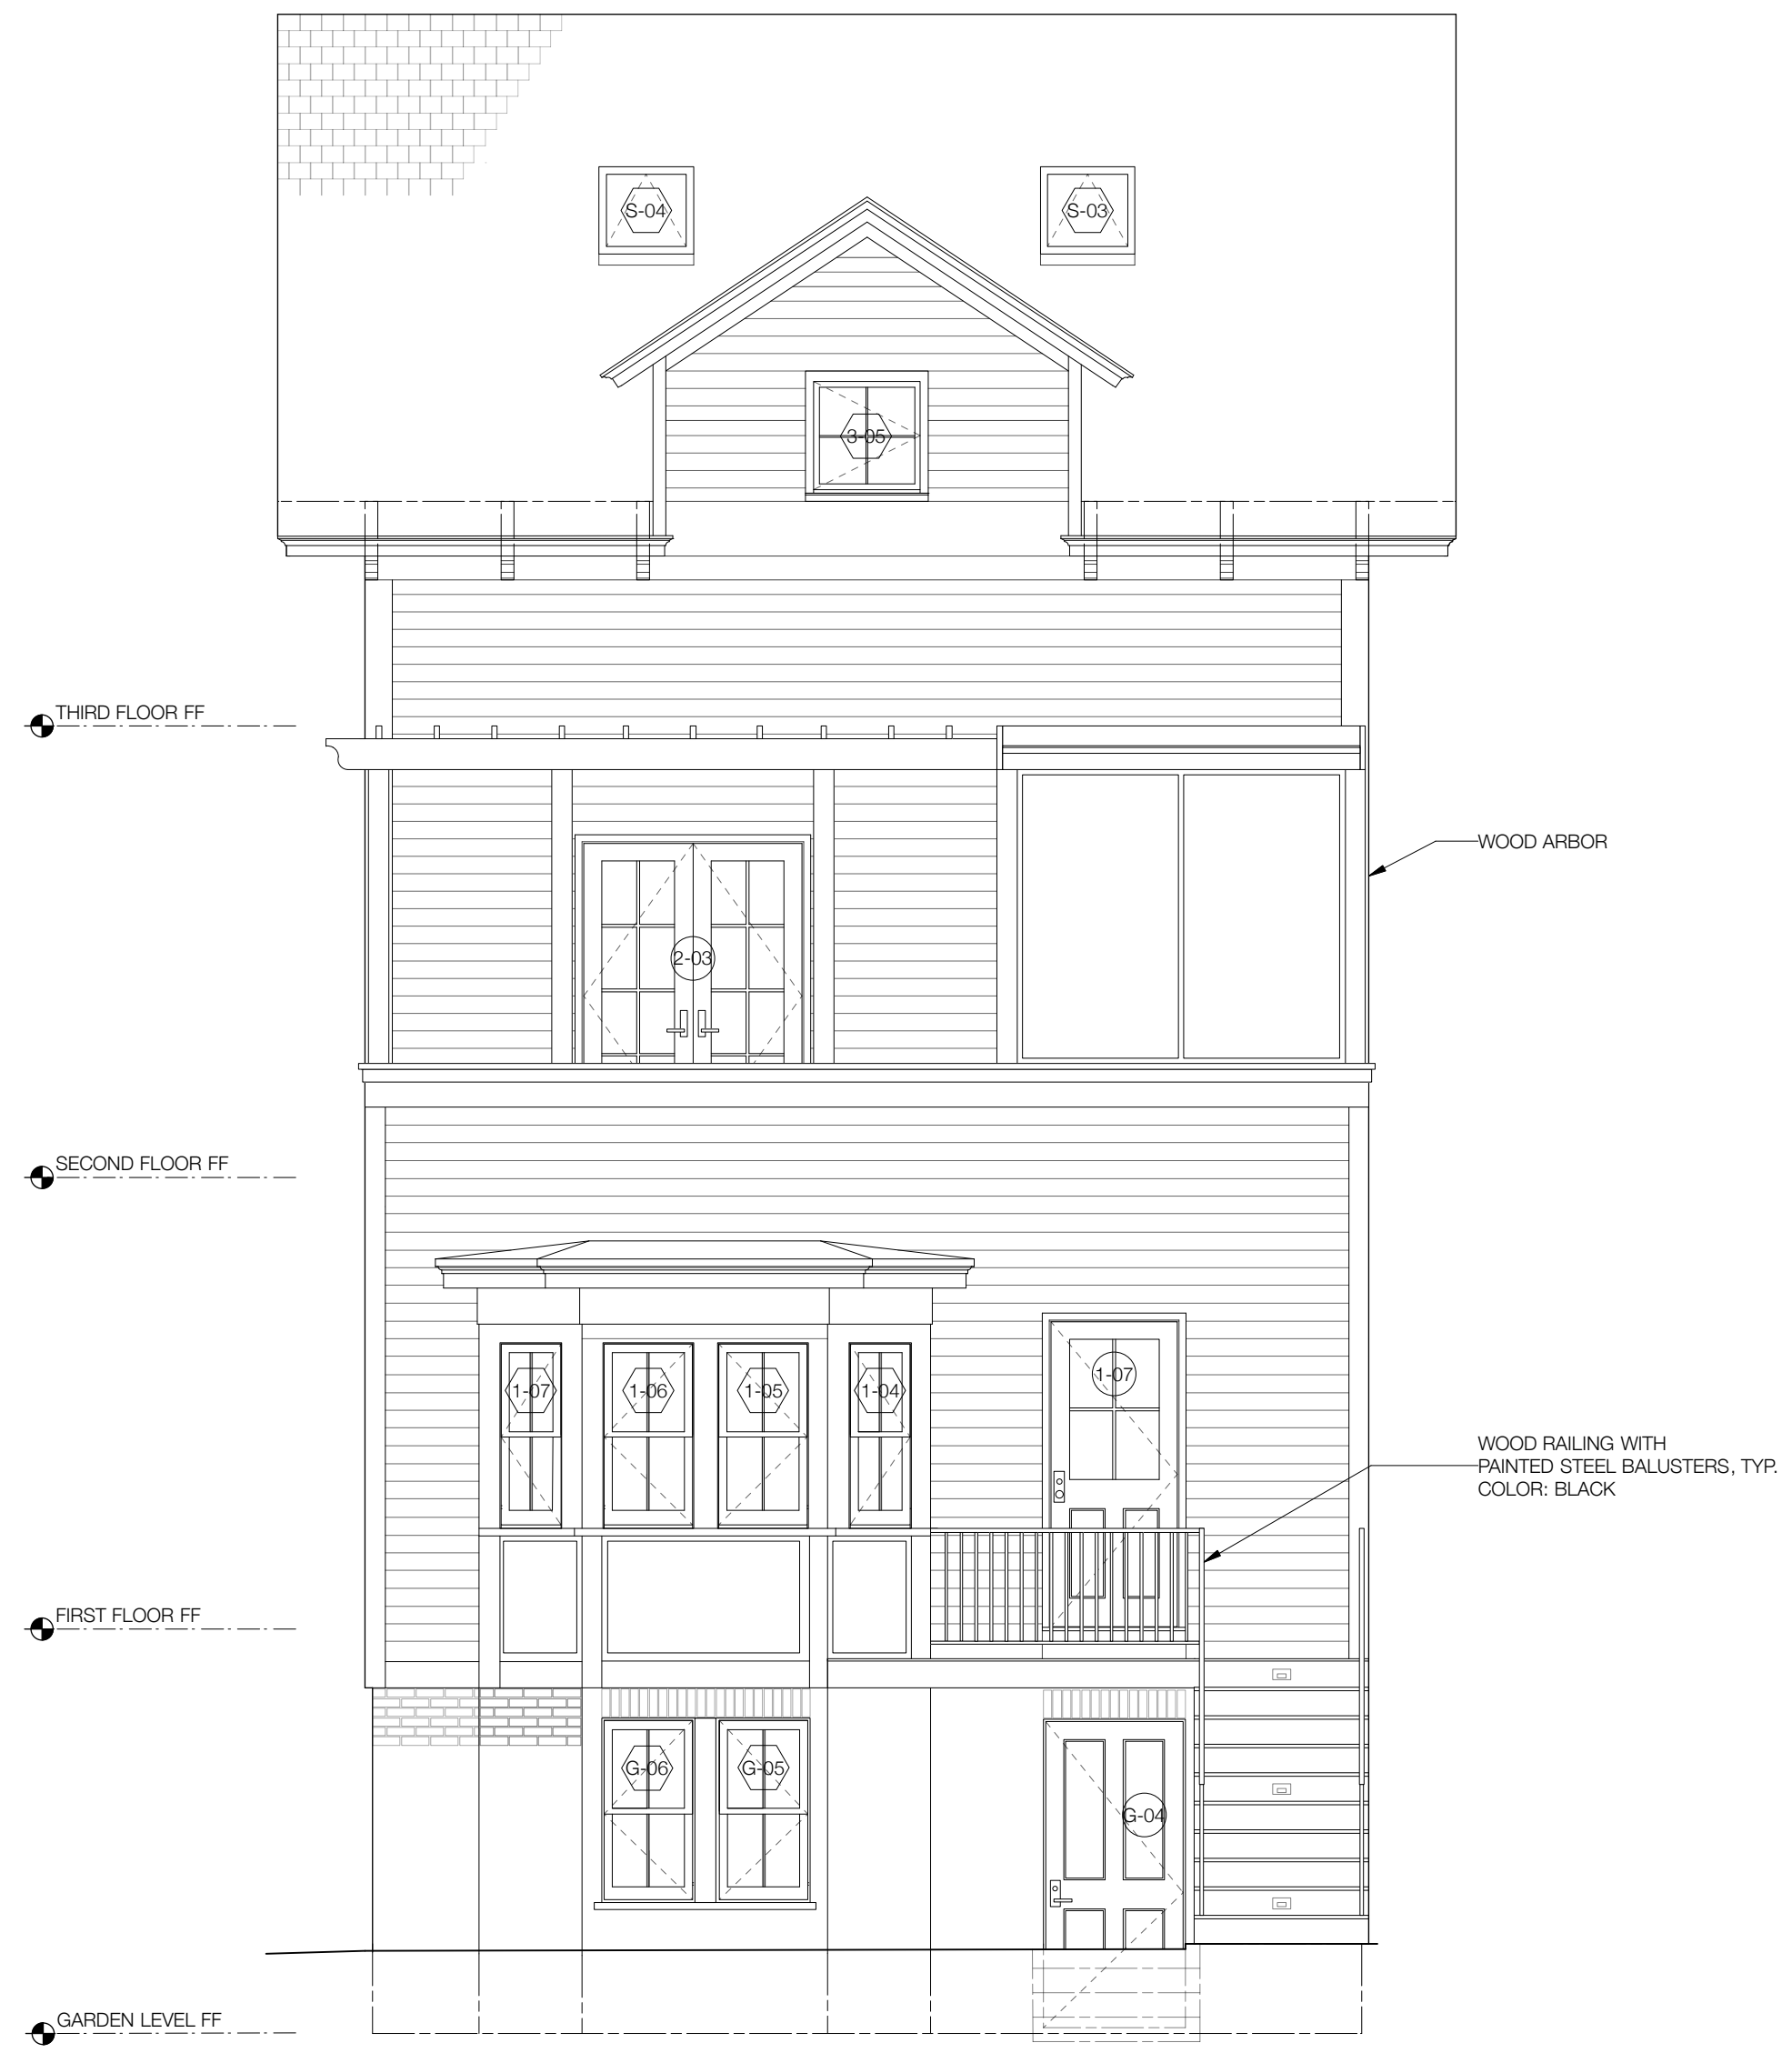 S-04
S-03
3-05
THIRD FLOOR FF
WOOD ARBOR
2-03
SECOND FLOOR FF
1-07
1-06
1-05
1-04
1-07
WOOD RAILING WITH
PAINTED STEEL BALUSTERS, TYP.
COLOR: BLACK
FIRST FLOOR FF
G-06
G-05
G-04
GARDEN LEVEL FF